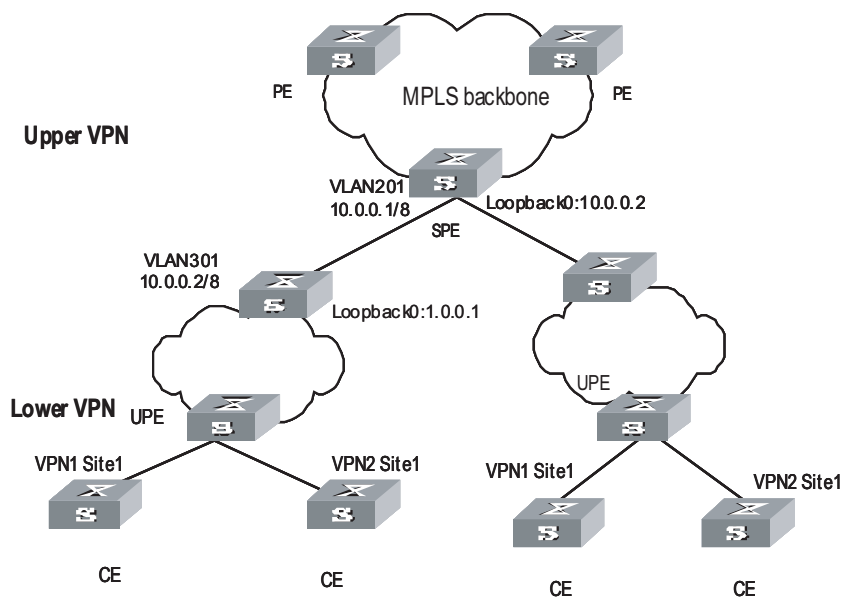 PE
MPLS backbone
PE
Upper VPN
VLAN201
10.0.0.1/8
Loopback0:10.0.0.2
SPE
VLAN301
10.0.0.2/8
Loopback0:1.0.0.1
UPE
Lower VPN
UPE
VPN1 Site1
VPN2 Site1
VPN1 Site1
VPN2 Site1
CE
CE
CE
CE
S
S
S
S
S
S
S
S
S
S
S